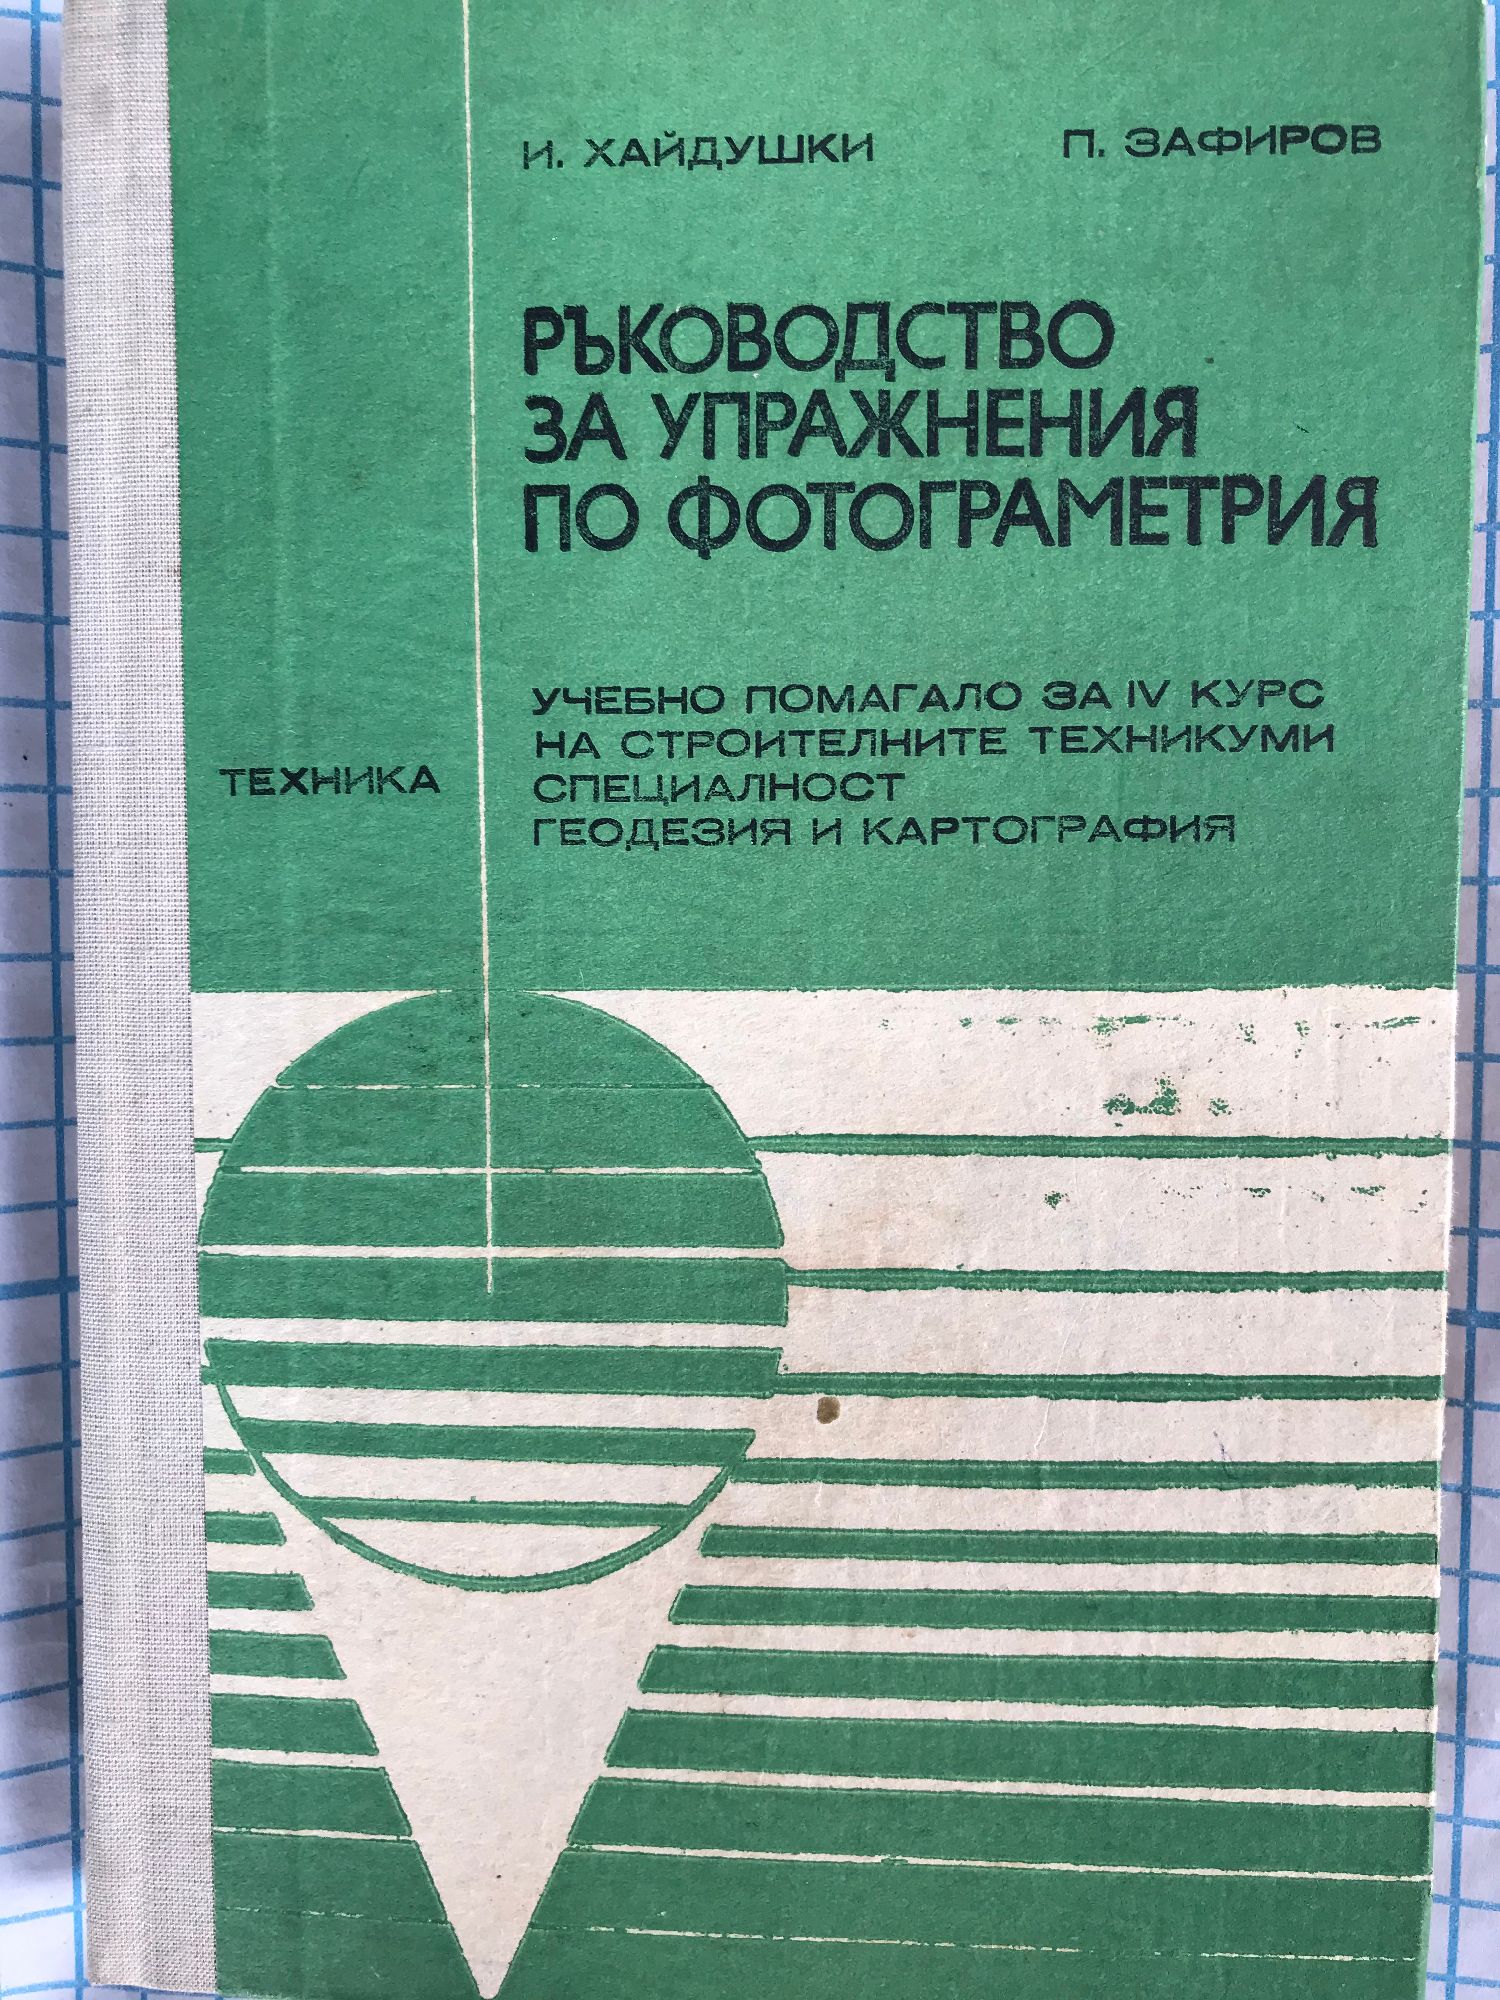 И. ХАЙДУШКИ П. ЗАФИРОВ
РЪКОВОДСТВО
ЗА УПРАЖНЕНИЯ
ПО ФОТОГРАМЕТРИЯ
УЧЕБНО ПОМАГАЛО ЗА IV КУРС
НА СТРОИТЕЛНИТЕ ТЕХНИКУМИ
СПЕЦИАЛНОСТ
ГЕОДЕЗИЯ И КАРТОГРАФИЯ
ТЕХНИКА